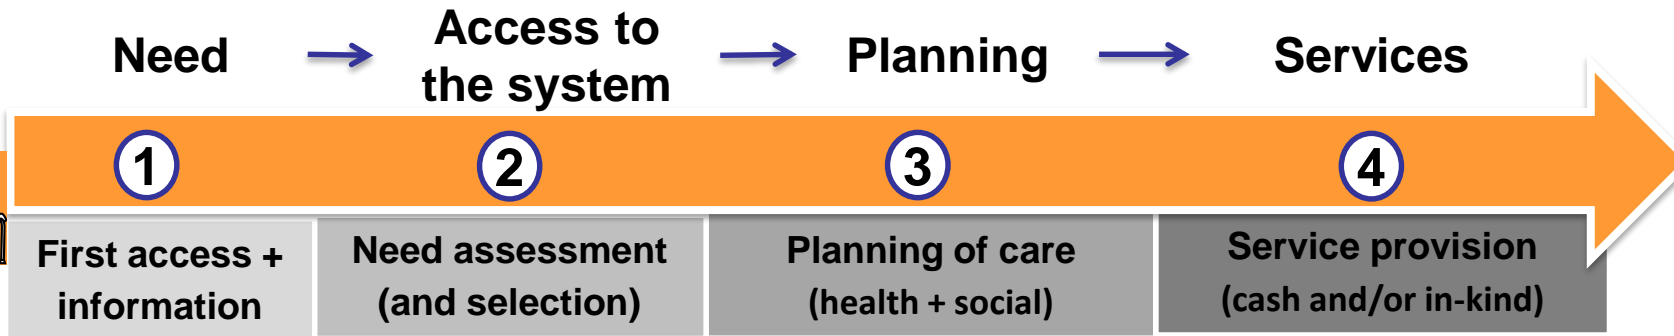 Need
Access to
the system
Planning
Services
1
2
3
4
First access +
information
Need assessment
(and selection)
Planning of care
(health + social)
Service provision
(cash and/or in-kind)